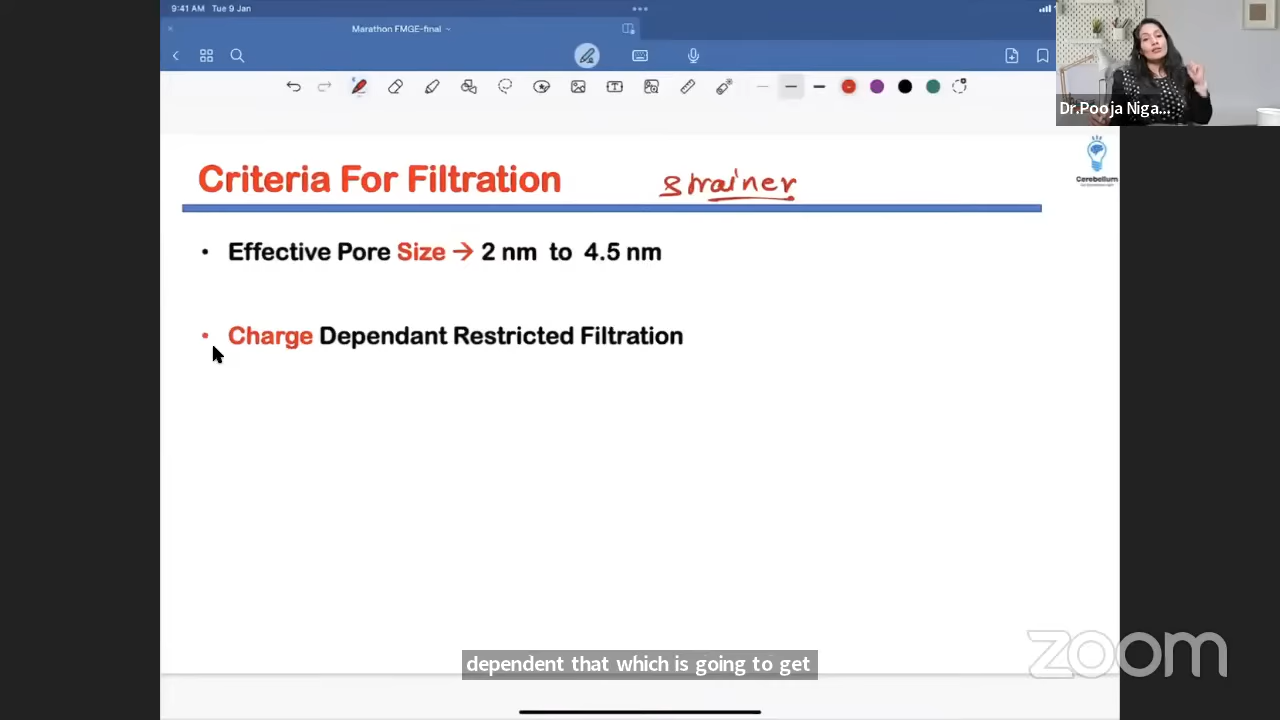 9:41 AM Tue 9 Jan
Marathon FMGE-final
Dr.Pooja Niga...
Criteria For Filtration
strainer
Cerebellum
• Effective Pore Size → 2 nm to 4.5 nm
• Charge Dependant Restricted Filtration
zoom
dependent that which is going to get